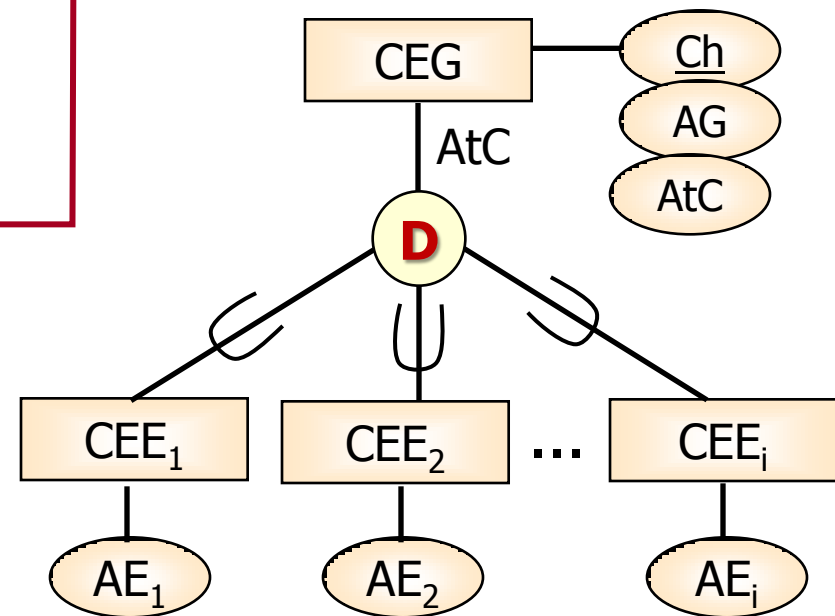 CEG
Ch
AG
AtC
AtC
D
CEE₁
CEE₂
...
CEEᵢ
AE₁
AE₂
AEᵢ